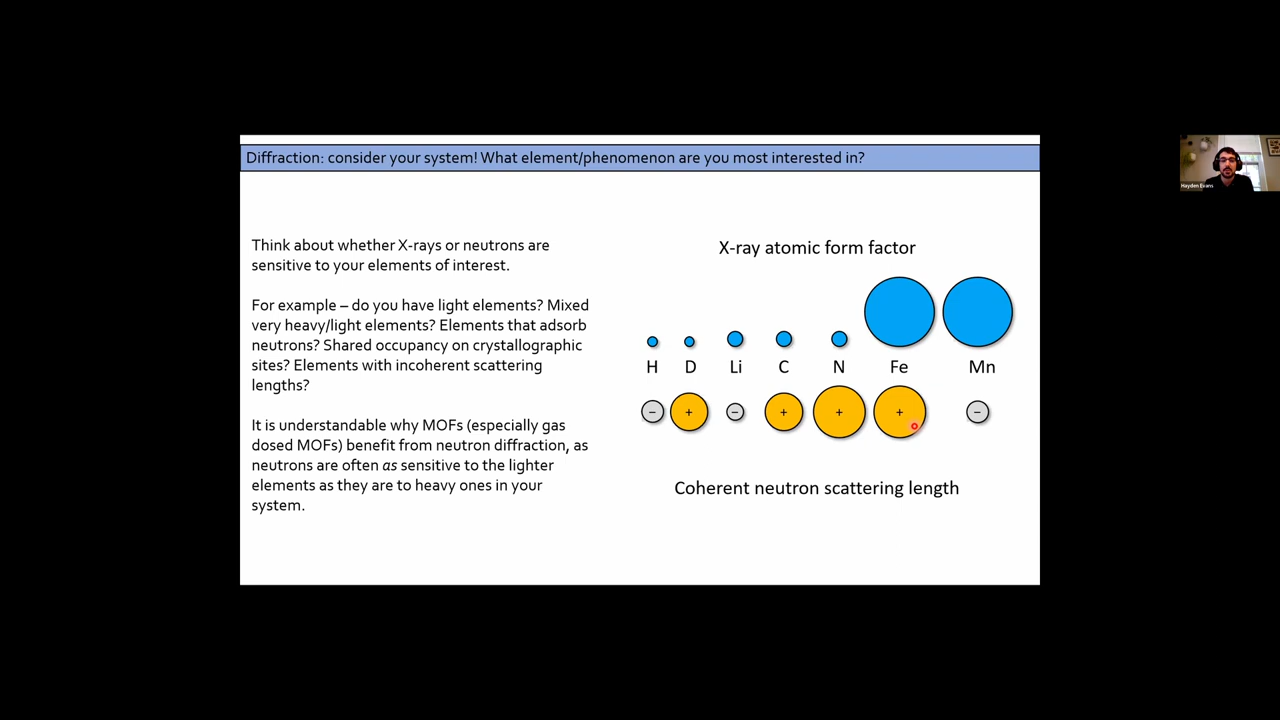 Diffraction: consider your system! What element/phenomenon are you most interested in?
Think about whether X-rays or neutrons are
sensitive to your elements of interest.
For example – do you have light elements? Mixed
very heavy/light elements? Elements that adsorb
neutrons? Shared occupancy on crystallographic
sites? Elements with incoherent scattering
lengths?
It is understandable why MOFs (especially gas
dosed MOFs) benefit from neutron diffraction, as
neutrons are often as sensitive to the lighter
elements as they are to heavy ones in your
system.
X-ray atomic form factor
H D Li C N Fe Mn
− + − + + + −
Coherent neutron scattering length
Hayden Evans